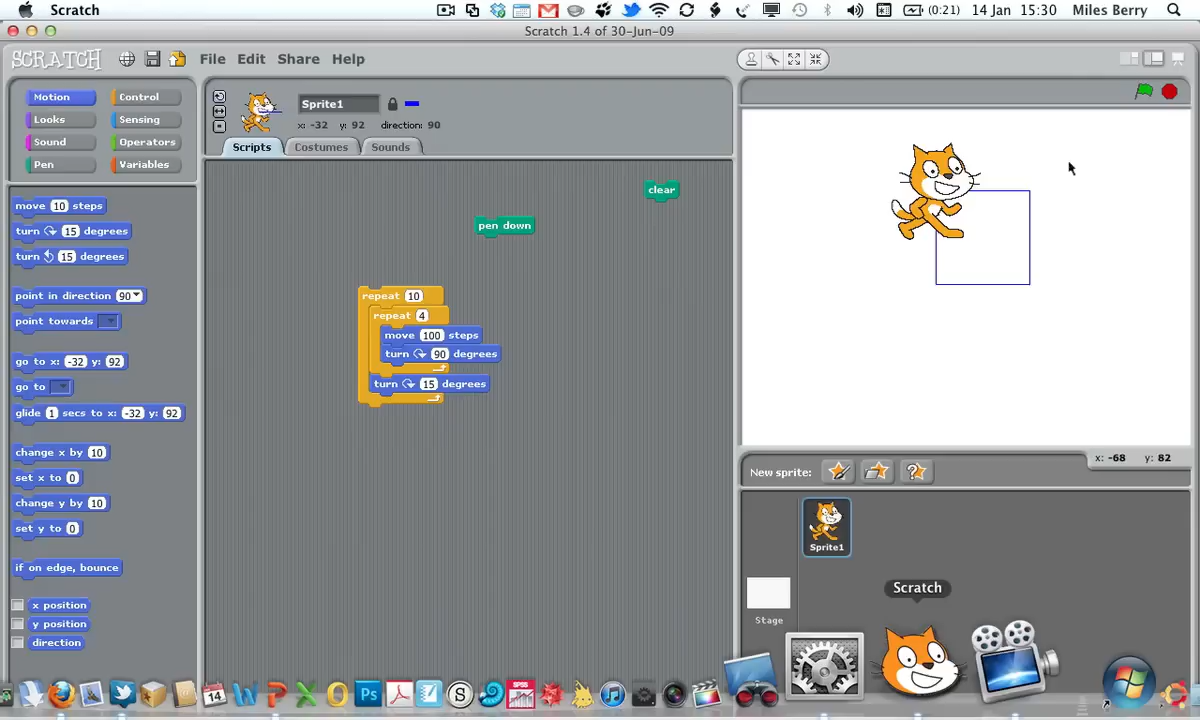 Scratch
(0:21) 14 Jan 15:30 Miles Berry
Scratch 1.4 of 30-Jun-09
SCRATCH File Edit Share Help
Motion Control
Looks Sensing
Sound Operators
Pen Variables
move 10 steps
turn 15 degrees
turn 15 degrees
point in direction 90
point towards
go to x: -32 y: 92
go to
glide 1 secs to x: -32 y: 92
change x by 10
set x to 0
change y by 10
set y to 0
if on edge, bounce
x position
y position
direction
Sprite1
x: -32 y: 92 direction: 90
Scripts Costumes Sounds
clear
pen down
repeat 10
repeat 4
move 100 steps
turn 90 degrees
turn 15 degrees
x: -68 y: 82
New sprite:
Sprite1
Stage
Scratch
14
Ps
SPSS